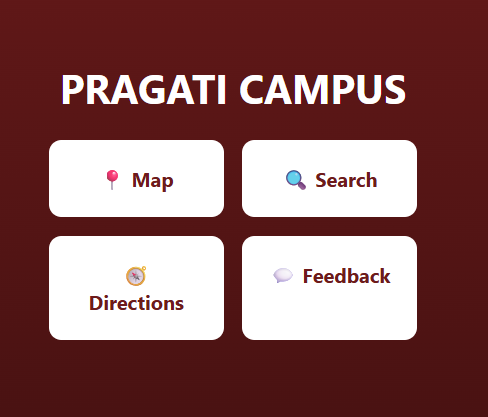 PRAGATI CAMPUS
📍 Map
🔍 Search
🧭
Directions
💬 Feedback